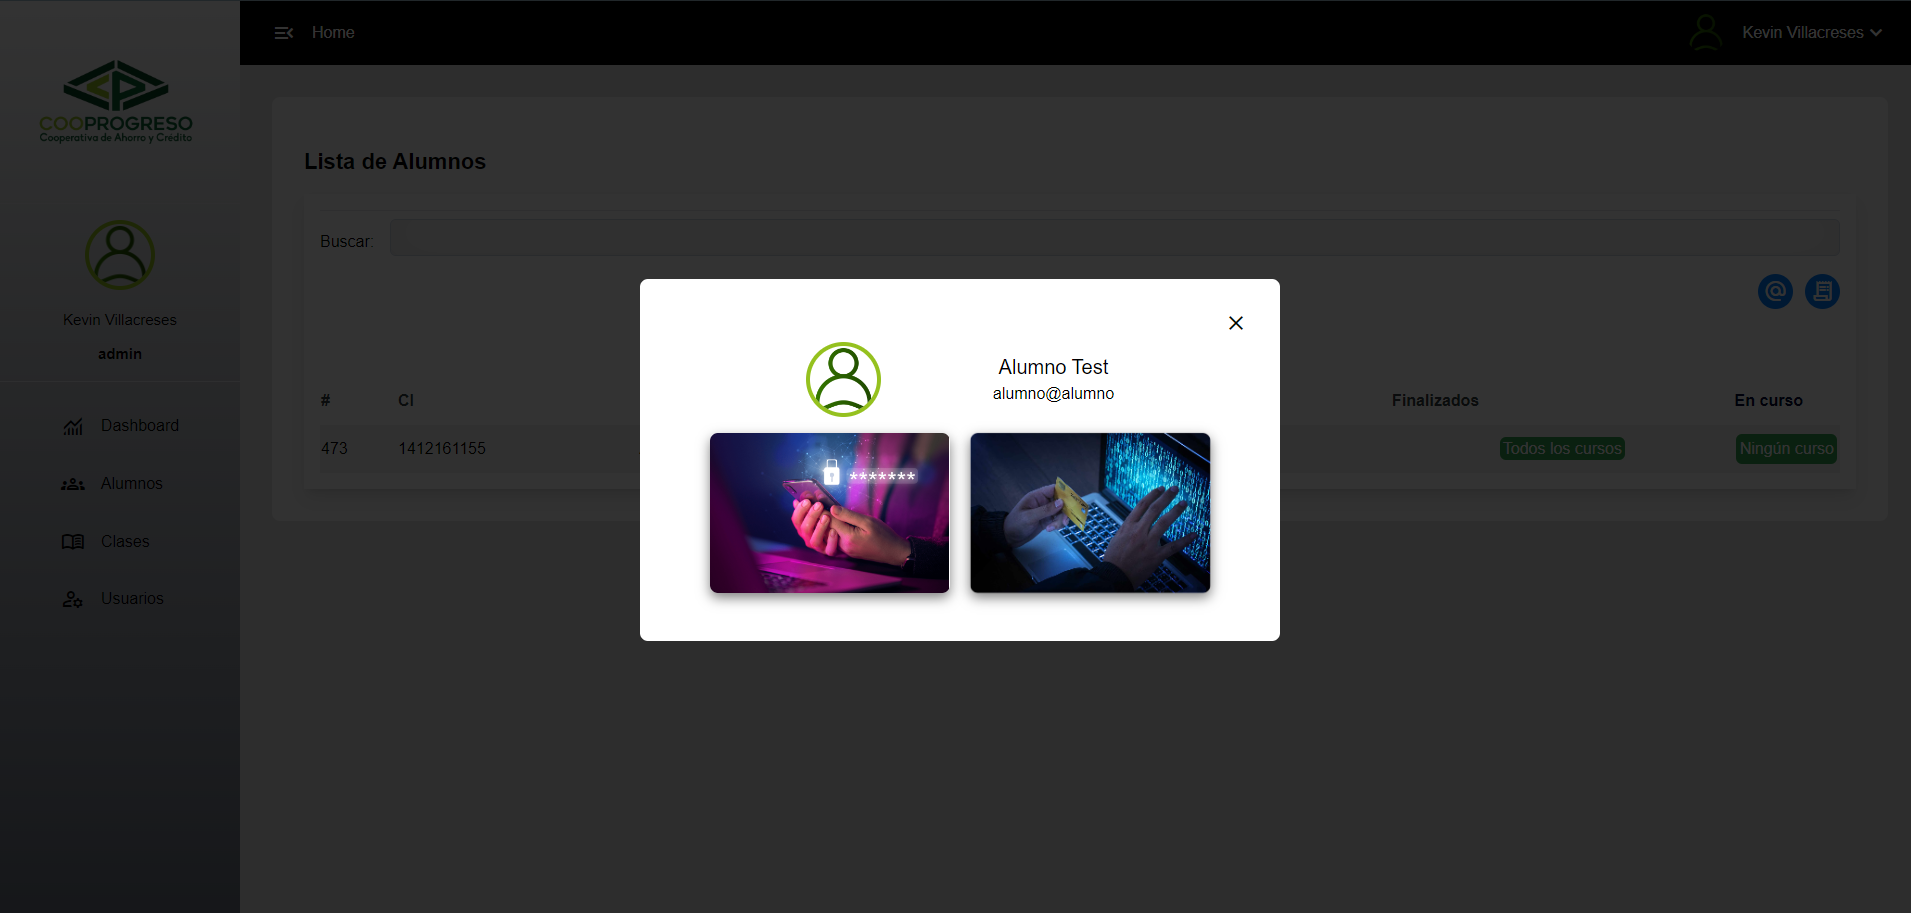 Home
Kevin Villacreses
COOPROGRESO
Cooperativa de Ahorro y Crédito
Kevin Villacreses
admin
Dashboard
Alumnos
Clases
Usuarios
Lista de Alumnos
Buscar:
# CI Finalizados En curso
473 1412161155 Todos los cursos Ningún curso
Alumno Test
alumno@alumno
*******